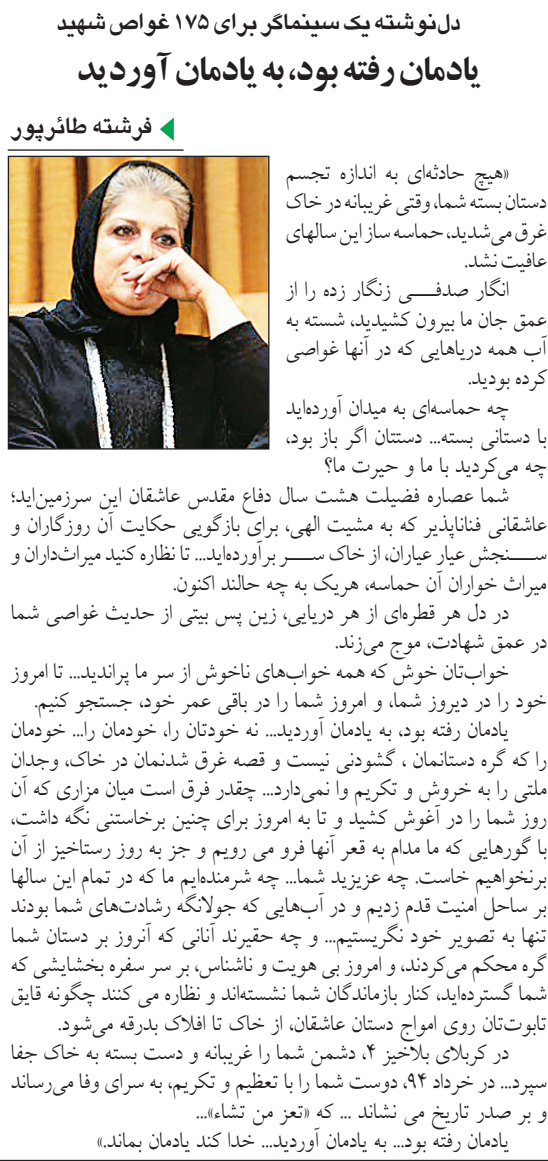 دل‌نوشته یک سینماگر برای ۱۷۵ غواص شهید
یادمان رفته بود، به یادمان آوردید
فرشته طائرپور
«هیچ حادثه‌ای به اندازه تجسم
دستان بسته شما، وقتی غریبانه در خاک
غرق می‌شدید، حماسه ساز این سالهای
عافیت نشد.
انگار صدفی زنگار زده را از
عمق جان ما بیرون کشیدید، شسته به
آب همه دریاهایی که در آنها غواصی
کرده بودید.
چه حماسه‌ای به میدان آورده‌اید
با دستانی بسته... دستتان اگر باز بود،
چه می‌کردید با ما و حیرت ما؟
شما عصاره فضیلت هشت سال دفاع مقدس عاشقان این سرزمین‌اید؛
عاشقانی فناناپذیر که به مشیت الهی، برای بازگویی حکایت آن روزگاران و
سنجش عیار عیاران، از خاک سر برآورده‌اید... تا نظاره کنید میراث‌داران و
میراث خواران آن حماسه، هریک به چه حالند اکنون.
در دل هر قطره‌ای از هر دریایی، زین پس بیتی از حدیث غواصی شما
در عمق شهادت، موج می‌زند.
خواب‌تان خوش که همه خواب‌های ناخوش از سر ما پراندید... تا امروز
خود را در دیروز شما، و امروز شما را در باقی عمر خود، جستجو کنیم.
یادمان رفته بود، به یادمان آوردید... نه خودتان را، خودمان را... خودمان
را که گره دستانمان ، گشودنی نیست و قصه غرق شدنمان در خاک، وجدان
ملتی را به خروش و تکریم وا نمی‌دارد... چقدر فرق است میان مزاری که آن
روز شما را در آغوش کشید و تا به امروز برای چنین برخاستنی نگه داشت،
با گورهایی که ما مدام به قعر آنها فرو می رویم و جز به روز رستاخیز از آن
برنخواهیم خاست. چه عزیزید شما... چه شرمنده‌ایم ما که در تمام این سالها
بر ساحل امنیت قدم زدیم و در آب‌هایی که جولانگه رشادت‌های شما بودند
تنها به تصویر خود نگریستیم... و چه حقیرند آنانی که آنروز بر دستان شما
گره محکم می‌کردند، و امروز بی هویت و ناشناس، بر سر سفره بخشایشی که
شما گسترده‌اید، کنار بازماندگان شما نشسته‌اند و نظاره می کنند چگونه قایق
تابوت‌تان روی امواج دستان عاشقان، از خاک تا افلاک بدرقه می‌شود.
در کربلای بلاخیز ۴، دشمن شما را غریبانه و دست بسته به خاک جفا
سپرد... در خرداد ۹۴، دوست شما را با تعظیم و تکریم، به سرای وفا می‌رساند
و بر صدر تاریخ می نشاند ... که «تعز من تشاء»...
یادمان رفته بود... به یادمان آوردید... خدا کند یادمان بماند.»